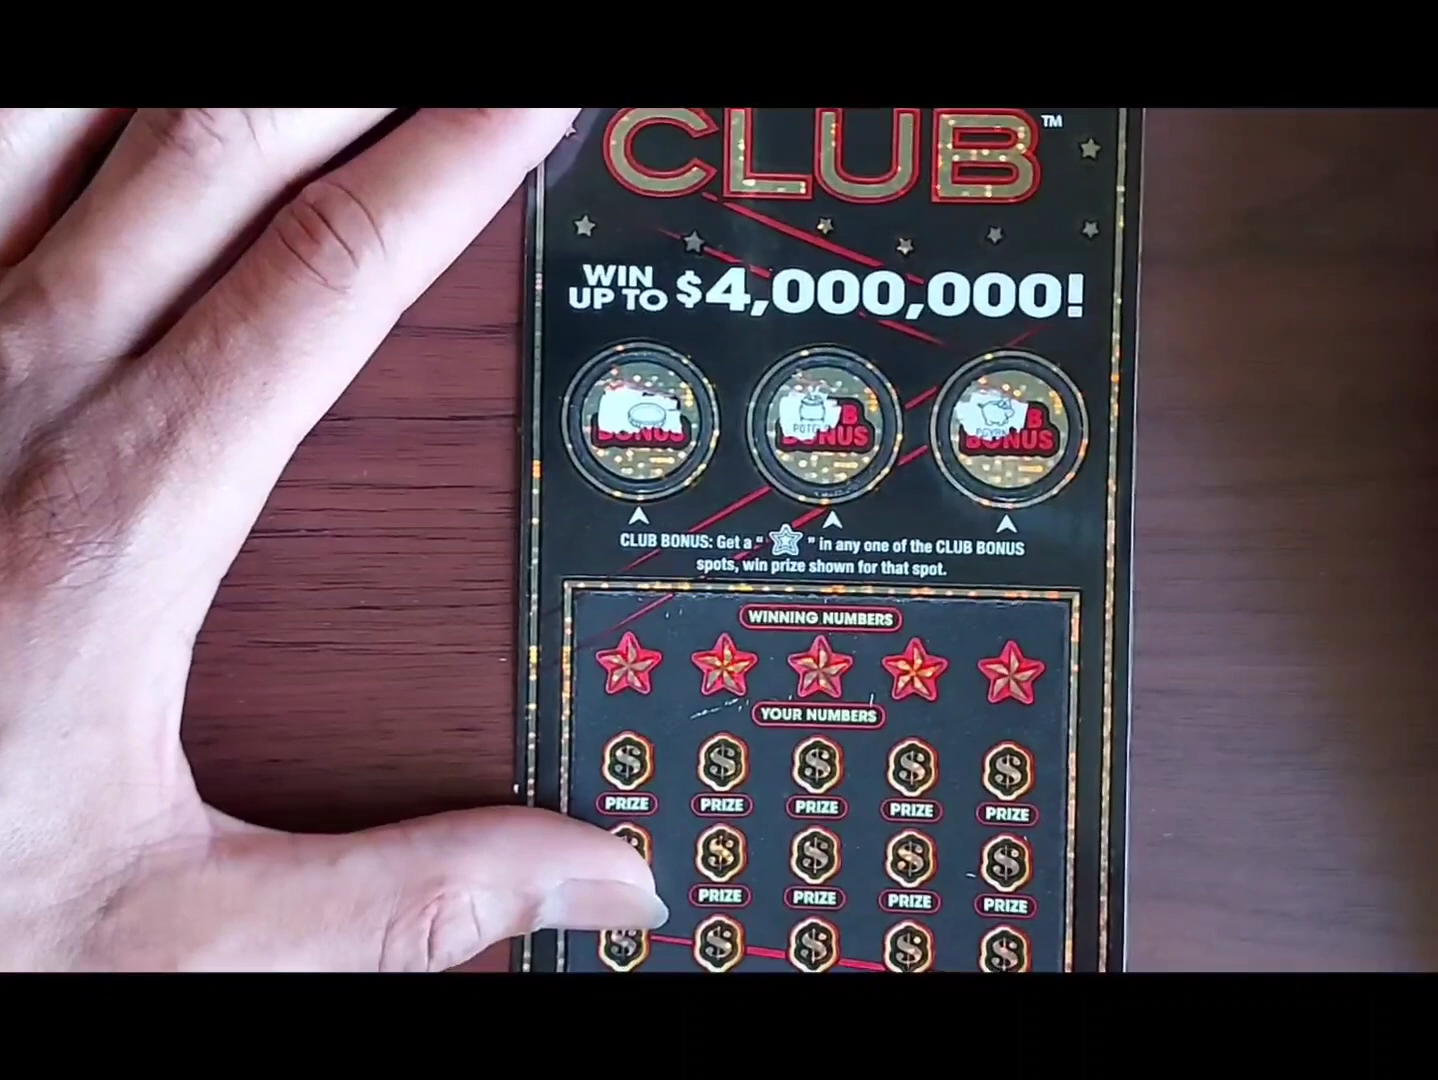 CLUB™
WIN UP TO $4,000,000!
BONUS
B BONUS
B BONUS
CLUB BONUS: Get a " " in any one of the CLUB BONUS
spots, win prize shown for that spot.
WINNING NUMBERS
YOUR NUMBERS
$ $ $ $ $
PRIZE PRIZE PRIZE PRIZE PRIZE
$ $ $ $ $
PRIZE PRIZE PRIZE PRIZE
$ $ $ $ $